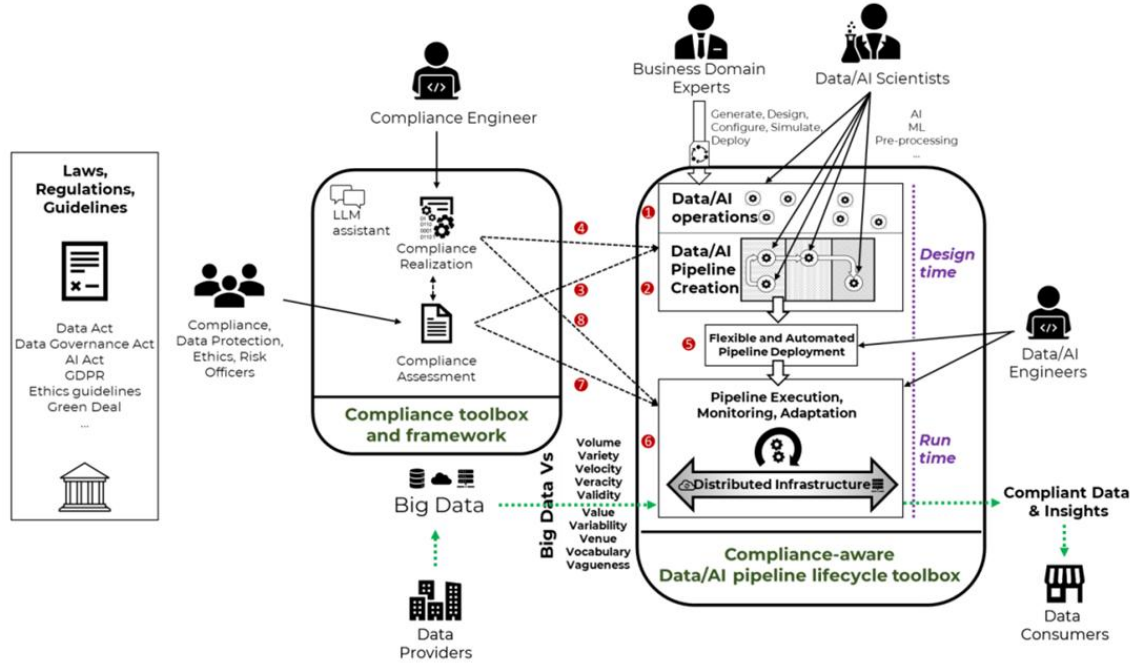 Business Domain
Experts
Data/AI Scientists
Compliance Engineer
Generate, Design,
Configure, Simulate,
Deploy
AI
ML
Pre-processing
...
Laws,
Regulations,
Guidelines
Data Act
Data Governance Act
AI Act
GDPR
Ethics guidelines
Green Deal
...
Compliance,
Data Protection,
Ethics, Risk
Officers
LLM
assistant
Compliance
Realization
Compliance
Assessment
Compliance toolbox
and framework
4
3
8
7
1
Data/AI
operations
2
Data/AI
Pipeline
Creation
Design
time
5
Flexible and Automated
Pipeline Deployment
Data/AI
Engineers
Pipeline Execution,
Monitoring, Adaptation
6
Run
time
Distributed Infrastructure
Compliance-aware
Data/AI pipeline lifecycle toolbox
Big Data
Big Data Vs
Volume
Variety
Velocity
Veracity
Validity
Value
Variability
Venue
Vocabulary
Vagueness
Data
Providers
Compliant Data
& Insights
Data
Consumers